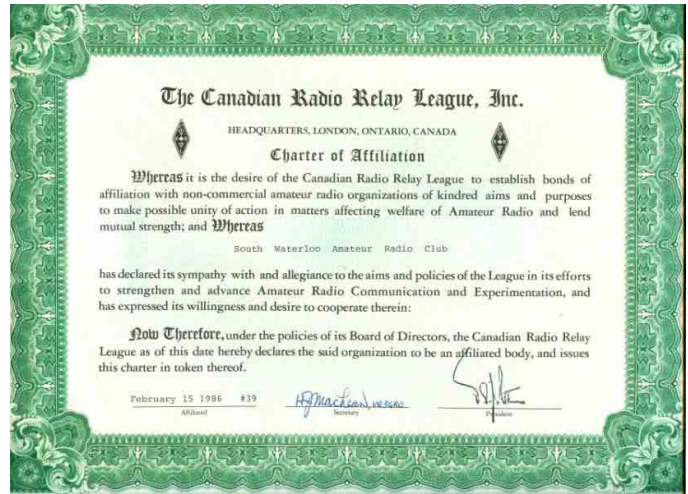 The Canadian Radio Relay League, Inc.
HEADQUARTERS, LONDON, ONTARIO, CANADA
Charter of Affiliation
Whereas it is the desire of the Canadian Radio Relay League to establish bonds of
affiliation with non-commercial amateur radio organizations of kindred aims and purposes
to make possible unity of action in matters affecting welfare of Amateur Radio and lend
mutual strength; and Whereas
South Waterloo Amateur Radio Club
has declared its sympathy with and allegiance to the aims and policies of the League in its efforts
to strengthen and advance Amateur Radio Communication and Experimentation, and
has expressed its willingness and desire to cooperate therein:
Now Therefore, under the policies of its Board of Directors, the Canadian Radio Relay
League as of this date hereby declares the said organization to be an affiliated body, and issues
this charter in token thereof.
February 15 1986 #39 HJ MacLean,
Affiliated Secretary President